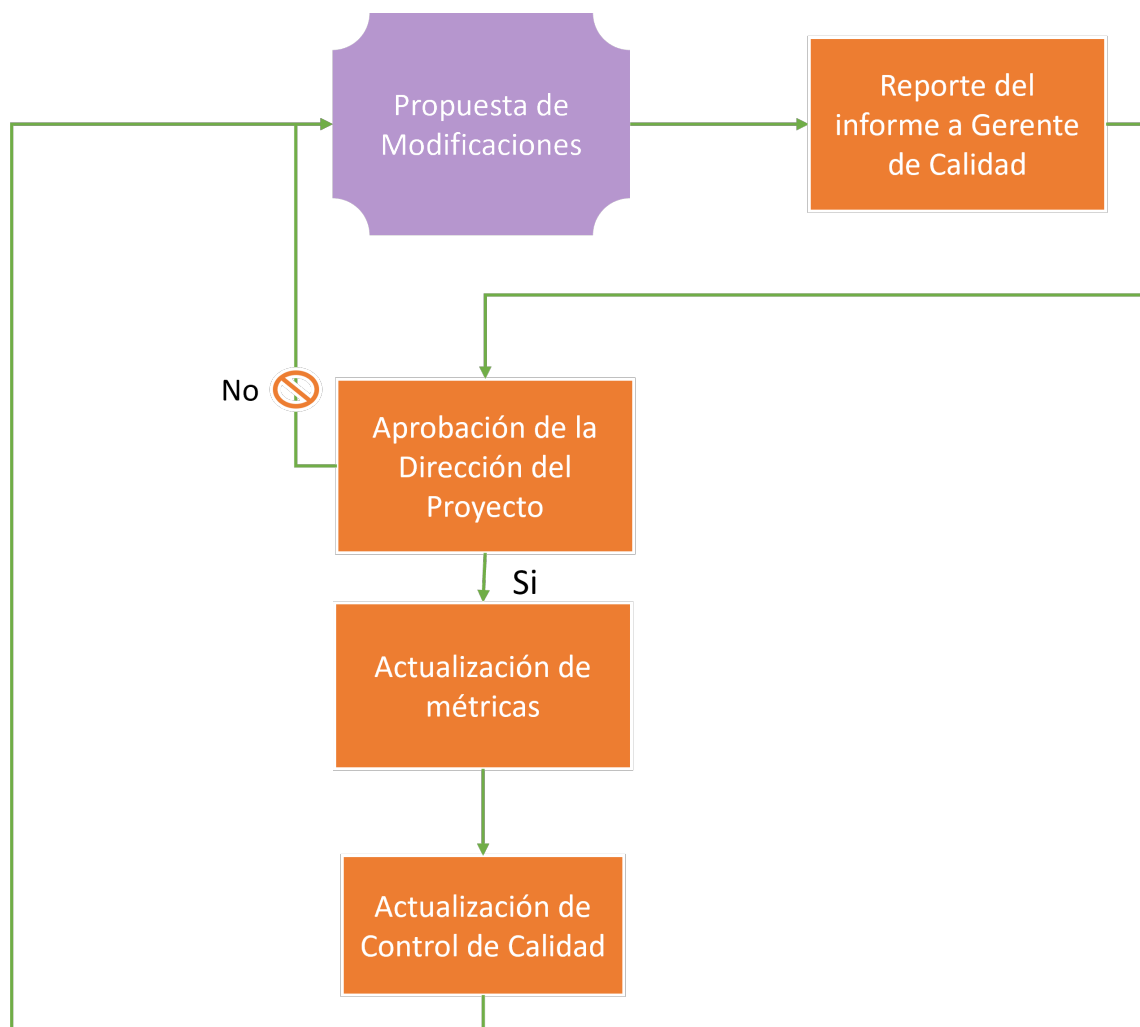 Propuesta de
Modificaciones
Reporte del
informe a Gerente
de Calidad
No
Aprobación de la
Dirección del
Proyecto
Si
Actualización de
métricas
Actualización de
Control de Calidad